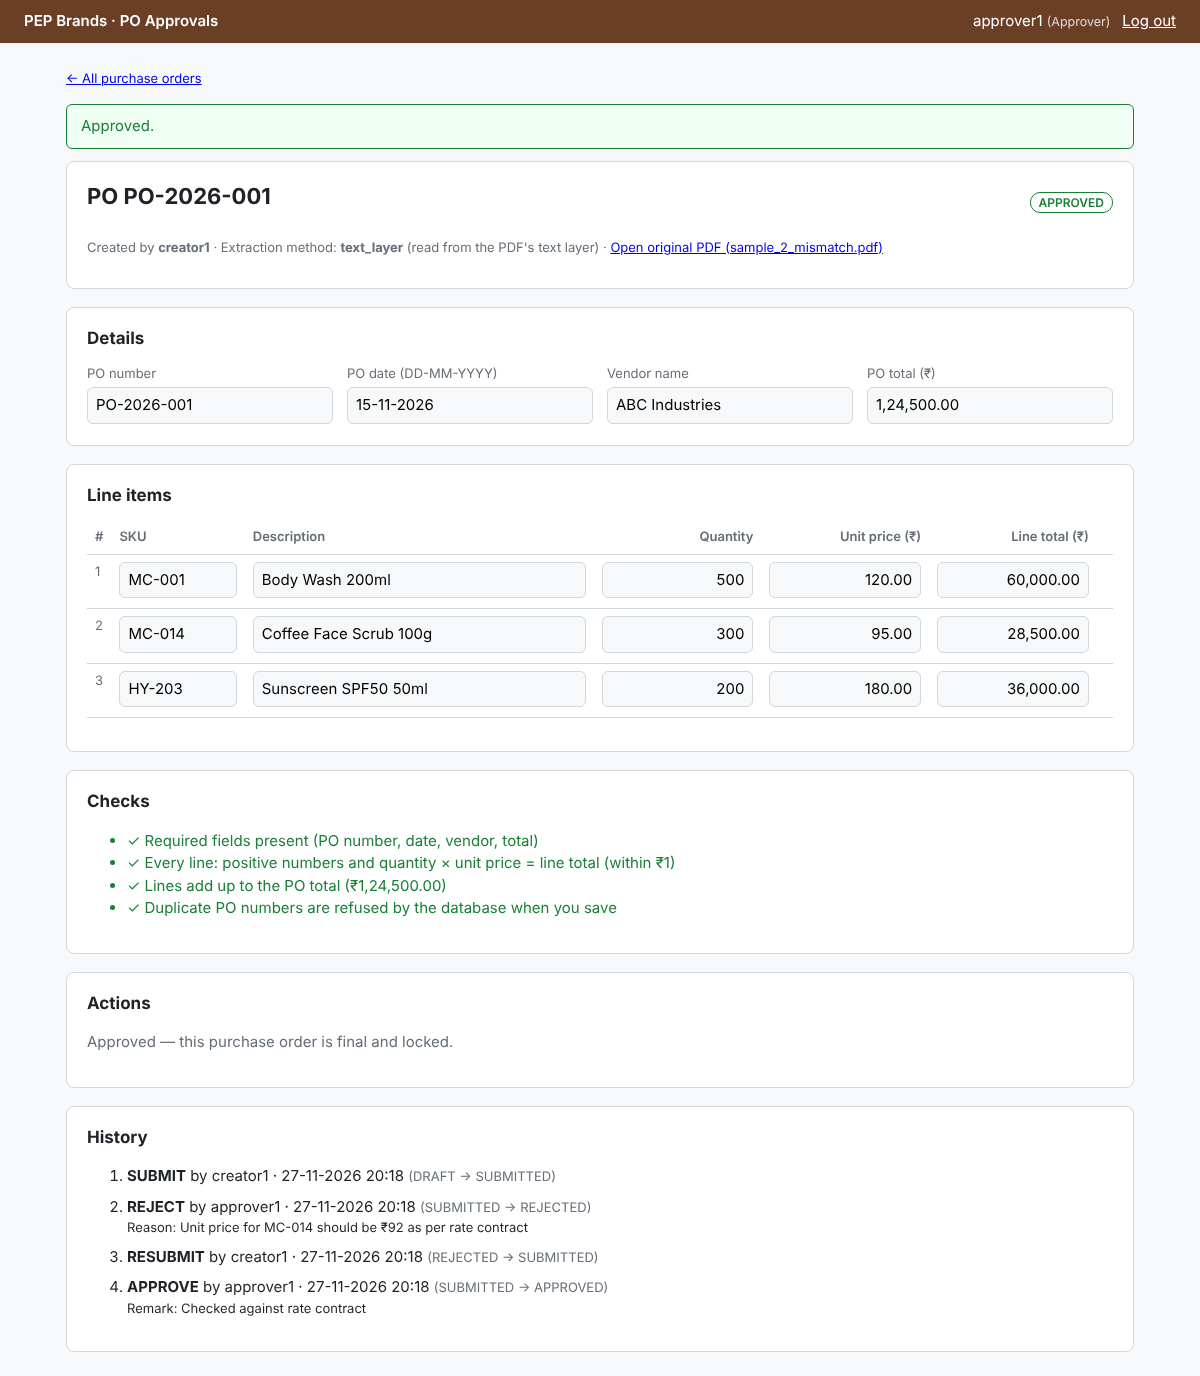 PEP Brands · PO Approvals
approver1 (Approver) Log out
← All purchase orders
Approved.
PO PO-2026-001
APPROVED
Created by creator1 · Extraction method: text_layer (read from the PDF's text layer) · Open original PDF (sample_2_mismatch.pdf)
Details
PO number PO date (DD-MM-YYYY) Vendor name PO total (₹)
PO-2026-001 15-11-2026 ABC Industries 1,24,500.00
Line items
# SKU Description Quantity Unit price (₹) Line total (₹)
1 MC-001 Body Wash 200ml 500 120.00 60,000.00
2 MC-014 Coffee Face Scrub 100g 300 95.00 28,500.00
3 HY-203 Sunscreen SPF50 50ml 200 180.00 36,000.00
Checks
• ✓ Required fields present (PO number, date, vendor, total)
• ✓ Every line: positive numbers and quantity × unit price = line total (within ₹1)
• ✓ Lines add up to the PO total (₹1,24,500.00)
• ✓ Duplicate PO numbers are refused by the database when you save
Actions
Approved — this purchase order is final and locked.
History
1. SUBMIT by creator1 · 27-11-2026 20:18 (DRAFT → SUBMITTED)
2. REJECT by approver1 · 27-11-2026 20:18 (SUBMITTED → REJECTED)
Reason: Unit price for MC-014 should be ₹92 as per rate contract
3. RESUBMIT by creator1 · 27-11-2026 20:18 (REJECTED → SUBMITTED)
4. APPROVE by approver1 · 27-11-2026 20:18 (SUBMITTED → APPROVED)
Remark: Checked against rate contract